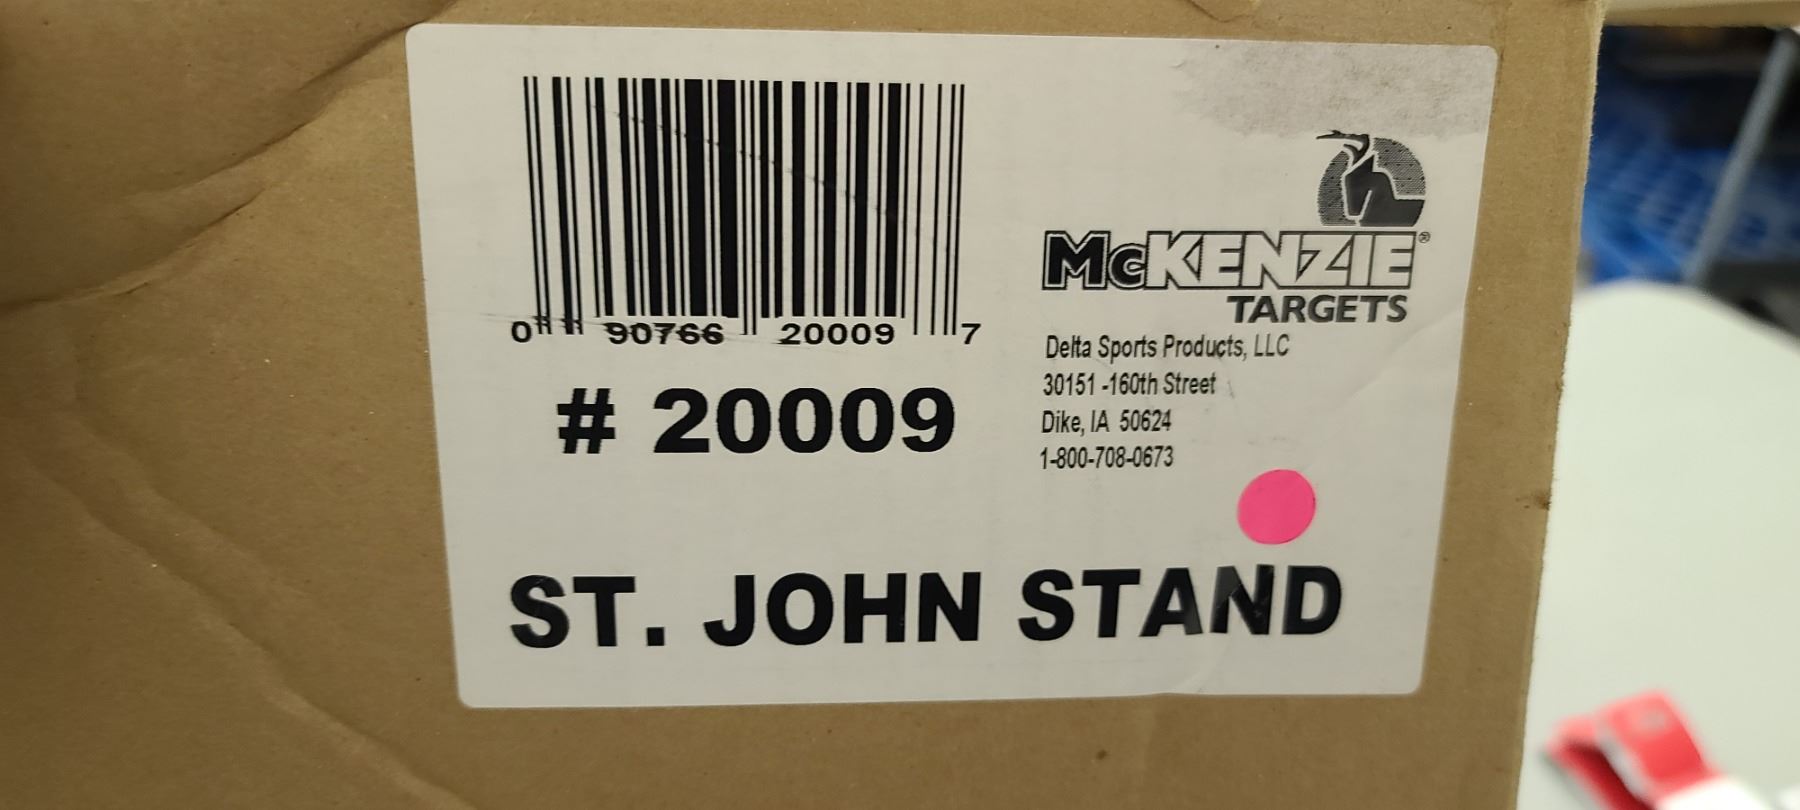 0 90766 20009 7
# 20009
McKENZIE®
TARGETS
Delta Sports Products, LLC
30151 -160th Street
Dike, IA 50624
1-800-708-0673
ST. JOHN STAND